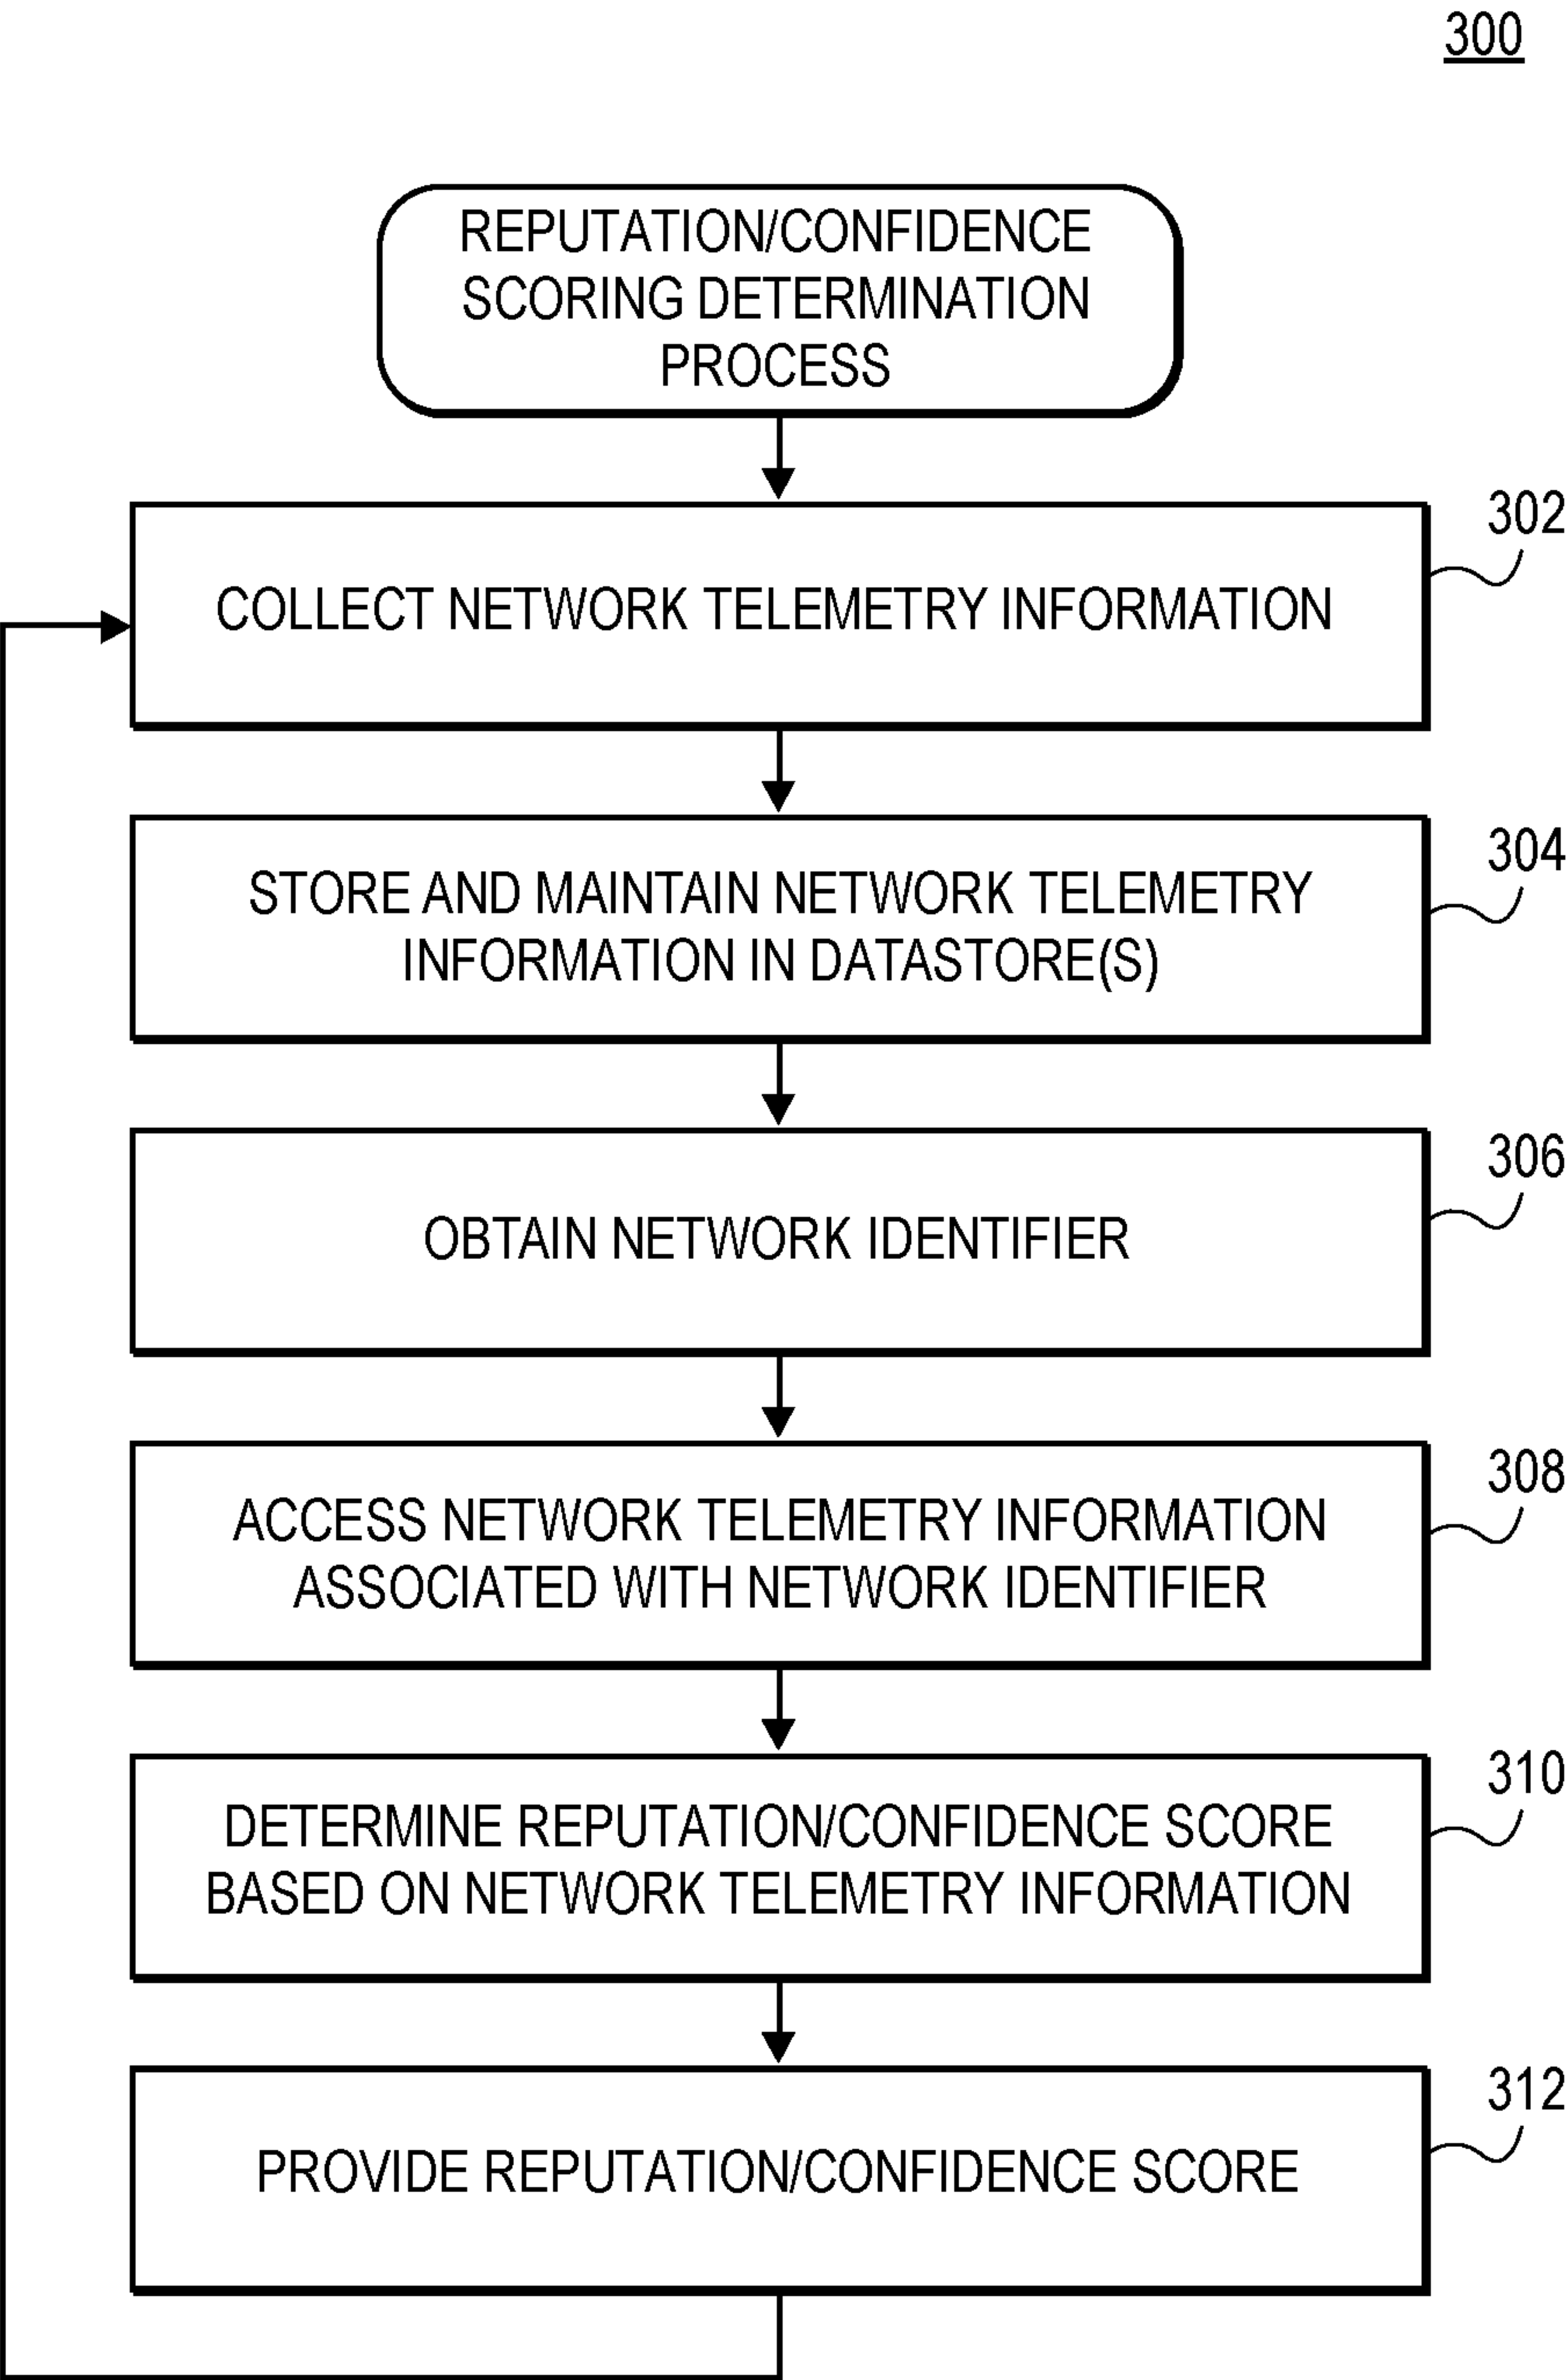 300
REPUTATION/CONFIDENCE
SCORING DETERMINATION
PROCESS
302
COLLECT NETWORK TELEMETRY INFORMATION
304
STORE AND MAINTAIN NETWORK TELEMETRY
INFORMATION IN DATASTORE(S)
306
OBTAIN NETWORK IDENTIFIER
308
ACCESS NETWORK TELEMETRY INFORMATION
ASSOCIATED WITH NETWORK IDENTIFIER
310
DETERMINE REPUTATION/CONFIDENCE SCORE
BASED ON NETWORK TELEMETRY INFORMATION
312
PROVIDE REPUTATION/CONFIDENCE SCORE